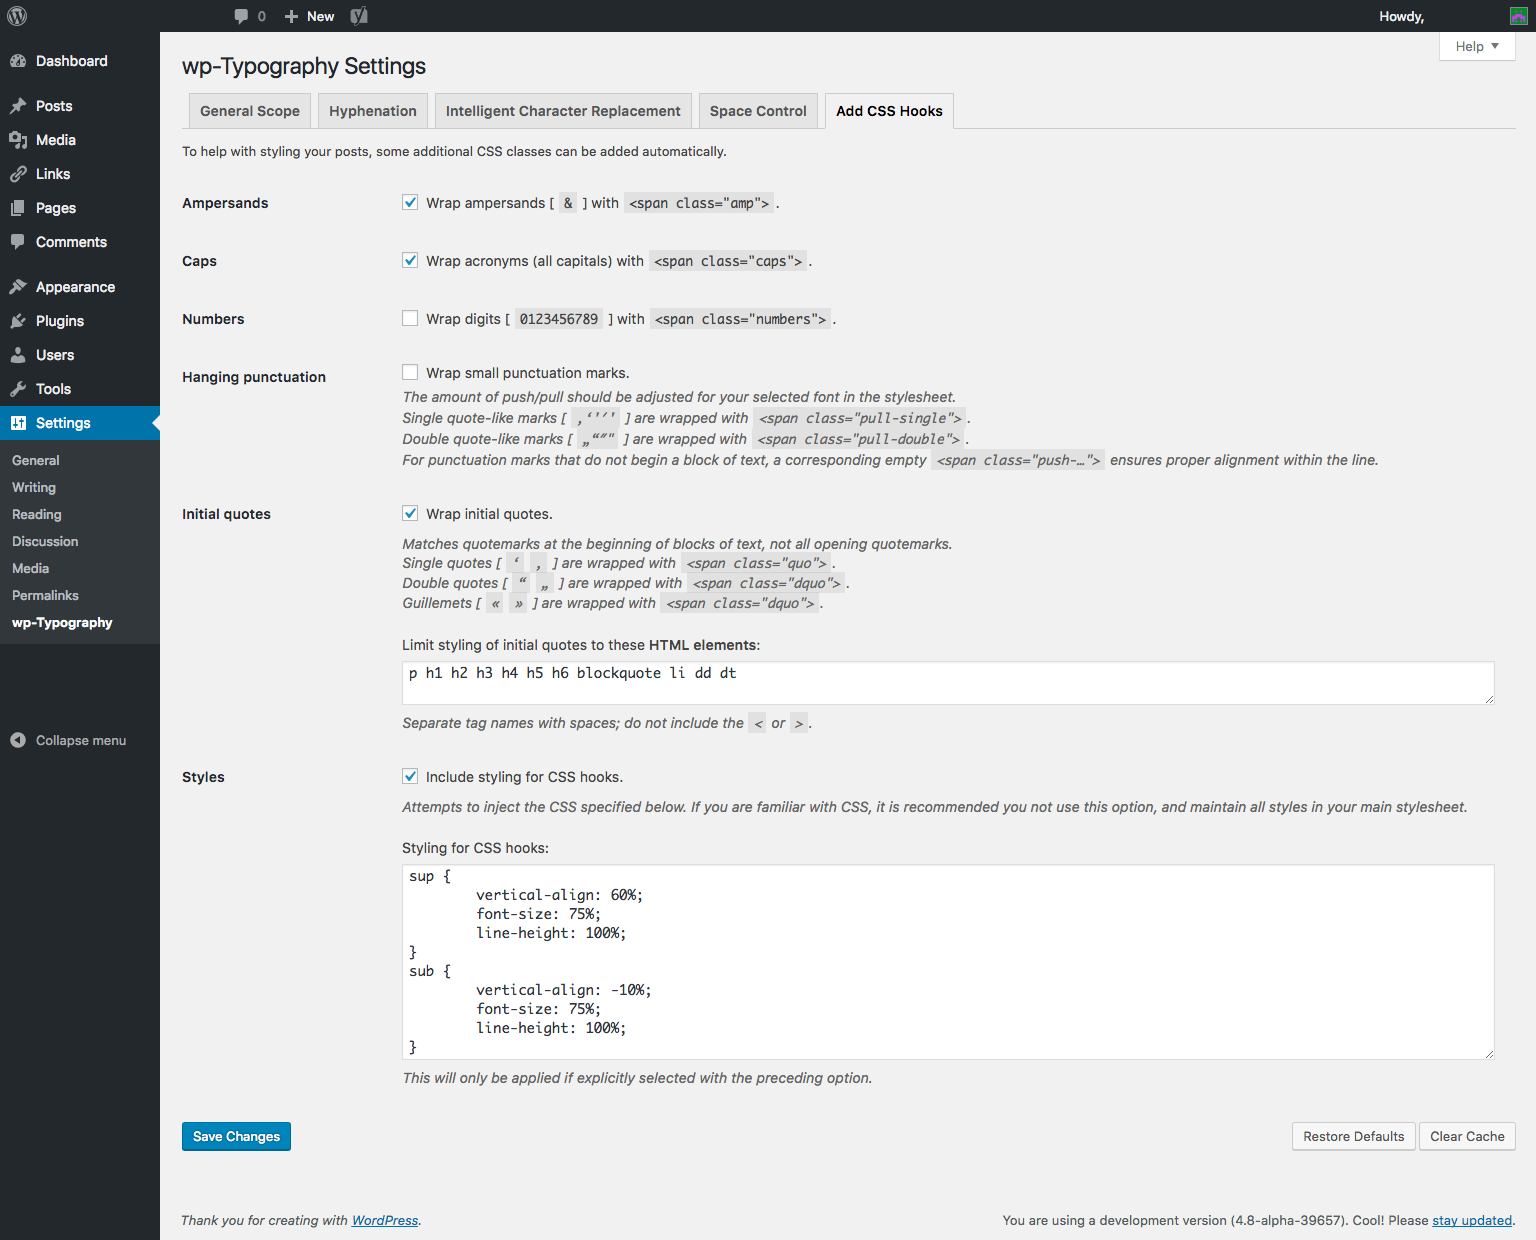 0 New Howdy,
Help
Dashboard
Posts
Media
Links
Pages
Comments
Appearance
Plugins
Users
Tools
Settings
General
Writing
Reading
Discussion
Media
Permalinks
wp-Typography
Collapse menu
wp-Typography Settings
General Scope Hyphenation Intelligent Character Replacement Space Control Add CSS Hooks
To help with styling your posts, some additional CSS classes can be added automatically.
Ampersands Wrap ampersands [ & ] with <span class="amp"> .
Caps Wrap acronyms (all capitals) with <span class="caps"> .
Numbers Wrap digits [ 0123456789 ] with <span class="numbers"> .
Hanging punctuation Wrap small punctuation marks.
The amount of push/pull should be adjusted for your selected font in the stylesheet.
Single quote-like marks [ ‚‘’′' ] are wrapped with <span class="pull-single"> .
Double quote-like marks [ „“”″" ] are wrapped with <span class="pull-double"> .
For punctuation marks that do not begin a block of text, a corresponding empty <span class="push-…"> ensures proper alignment within the line.
Initial quotes Wrap initial quotes.
Matches quotemarks at the beginning of blocks of text, not all opening quotemarks.
Single quotes [ ‘ ‚ ] are wrapped with <span class="quo"> .
Double quotes [ “ „ ] are wrapped with <span class="dquo"> .
Guillemets [ « » ] are wrapped with <span class="dquo"> .
Limit styling of initial quotes to these HTML elements:
p h1 h2 h3 h4 h5 h6 blockquote li dd dt
Separate tag names with spaces; do not include the < or > .
Styles Include styling for CSS hooks.
Attempts to inject the CSS specified below. If you are familiar with CSS, it is recommended you not use this option, and maintain all styles in your main stylesheet.
Styling for CSS hooks:
sup {
vertical-align: 60%;
font-size: 75%;
line-height: 100%;
}
sub {
vertical-align: -10%;
font-size: 75%;
line-height: 100%;
}
This will only be applied if explicitly selected with the preceding option.
Save Changes Restore Defaults Clear Cache
Thank you for creating with WordPress. You are using a development version (4.8-alpha-39657). Cool! Please stay updated.